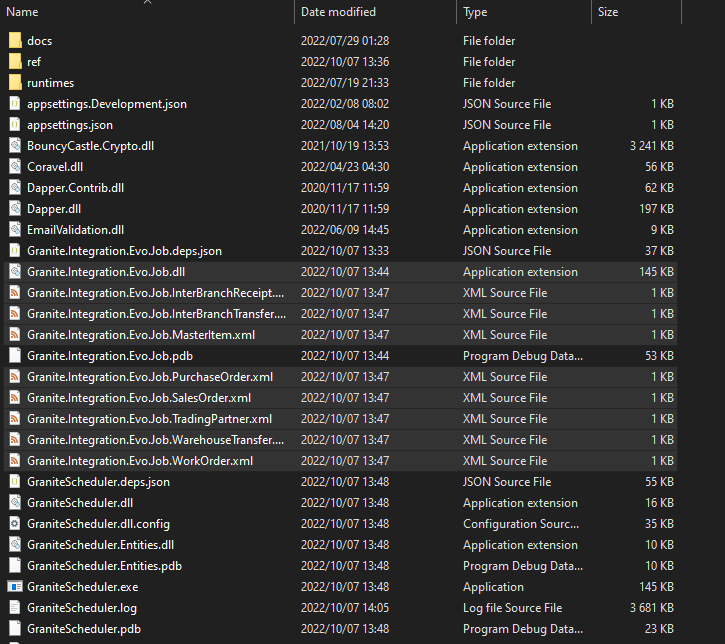 Name Date modified Type Size
docs 2022/07/29 01:28 File folder
ref 2022/10/07 13:36 File folder
runtimes 2022/07/19 21:33 File folder
appsettings.Development.json 2022/02/08 08:02 JSON Source File 1 KB
appsettings.json 2022/08/04 14:20 JSON Source File 1 KB
BouncyCastle.Crypto.dll 2021/10/19 13:53 Application extension 3 241 KB
Coravel.dll 2022/04/23 04:30 Application extension 56 KB
Dapper.Contrib.dll 2020/11/17 11:59 Application extension 62 KB
Dapper.dll 2020/11/17 11:59 Application extension 197 KB
EmailValidation.dll 2022/06/09 14:45 Application extension 9 KB
Granite.Integration.Evo.Job.deps.json 2022/10/07 13:33 JSON Source File 37 KB
Granite.Integration.Evo.Job.dll 2022/10/07 13:44 Application extension 145 KB
Granite.Integration.Evo.Job.InterBranchReceipt.... 2022/10/07 13:47 XML Source File 1 KB
Granite.Integration.Evo.Job.InterBranchTransfer.... 2022/10/07 13:47 XML Source File 1 KB
Granite.Integration.Evo.Job.MasterItem.xml 2022/10/07 13:47 XML Source File 1 KB
Granite.Integration.Evo.Job.pdb 2022/10/07 13:44 Program Debug Data... 53 KB
Granite.Integration.Evo.Job.PurchaseOrder.xml 2022/10/07 13:47 XML Source File 1 KB
Granite.Integration.Evo.Job.SalesOrder.xml 2022/10/07 13:47 XML Source File 1 KB
Granite.Integration.Evo.Job.TradingPartner.xml 2022/10/07 13:47 XML Source File 1 KB
Granite.Integration.Evo.Job.WarehouseTransfer.... 2022/10/07 13:47 XML Source File 1 KB
Granite.Integration.Evo.Job.WorkOrder.xml 2022/10/07 13:47 XML Source File 1 KB
GraniteScheduler.deps.json 2022/10/07 13:48 JSON Source File 55 KB
GraniteScheduler.dll 2022/10/07 13:48 Application extension 16 KB
GraniteScheduler.dll.config 2022/10/07 13:48 Configuration Sourc... 35 KB
GraniteScheduler.Entities.dll 2022/10/07 13:48 Application extension 10 KB
GraniteScheduler.Entities.pdb 2022/10/07 13:48 Program Debug Data... 10 KB
GraniteScheduler.exe 2022/10/07 13:48 Application 145 KB
GraniteScheduler.log 2022/10/07 14:05 Log file Source File 3 681 KB
GraniteScheduler.pdb 2022/10/07 13:48 Program Debug Data... 23 KB